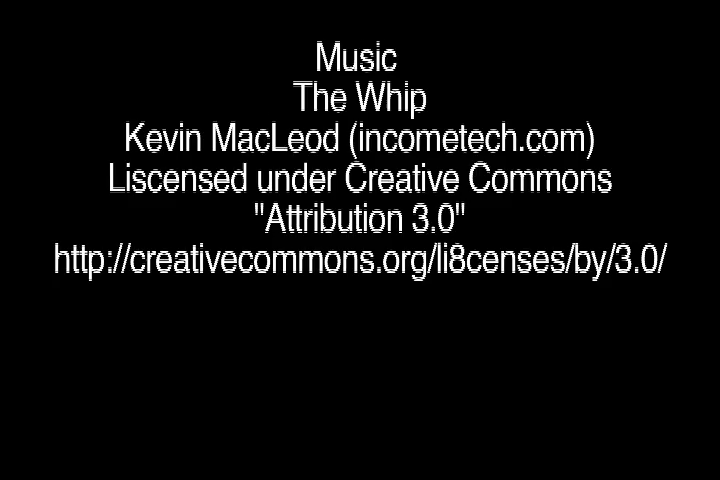 Music
The Whip
Kevin MacLeod (incometech.com)
Liscensed under Creative Commons
"Attribution 3.0"
http://creativecommons.org/li8censes/by/3.0/